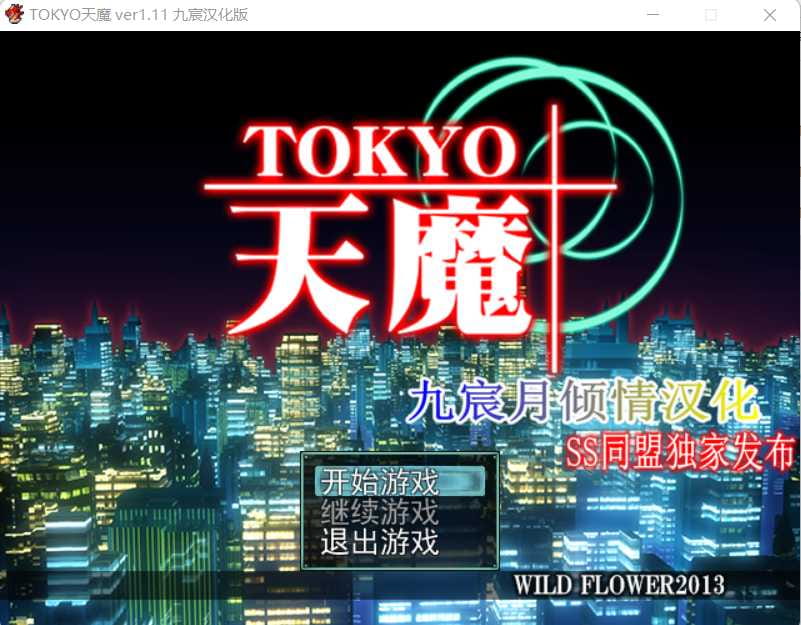 TOKYO天魔 ver1.11 九宸汉化版
TOKYO
天魔
九宸月倾情汉化
SS同盟独家发布
开始游戏
继续游戏
退出游戏
WILD FLOWER2013